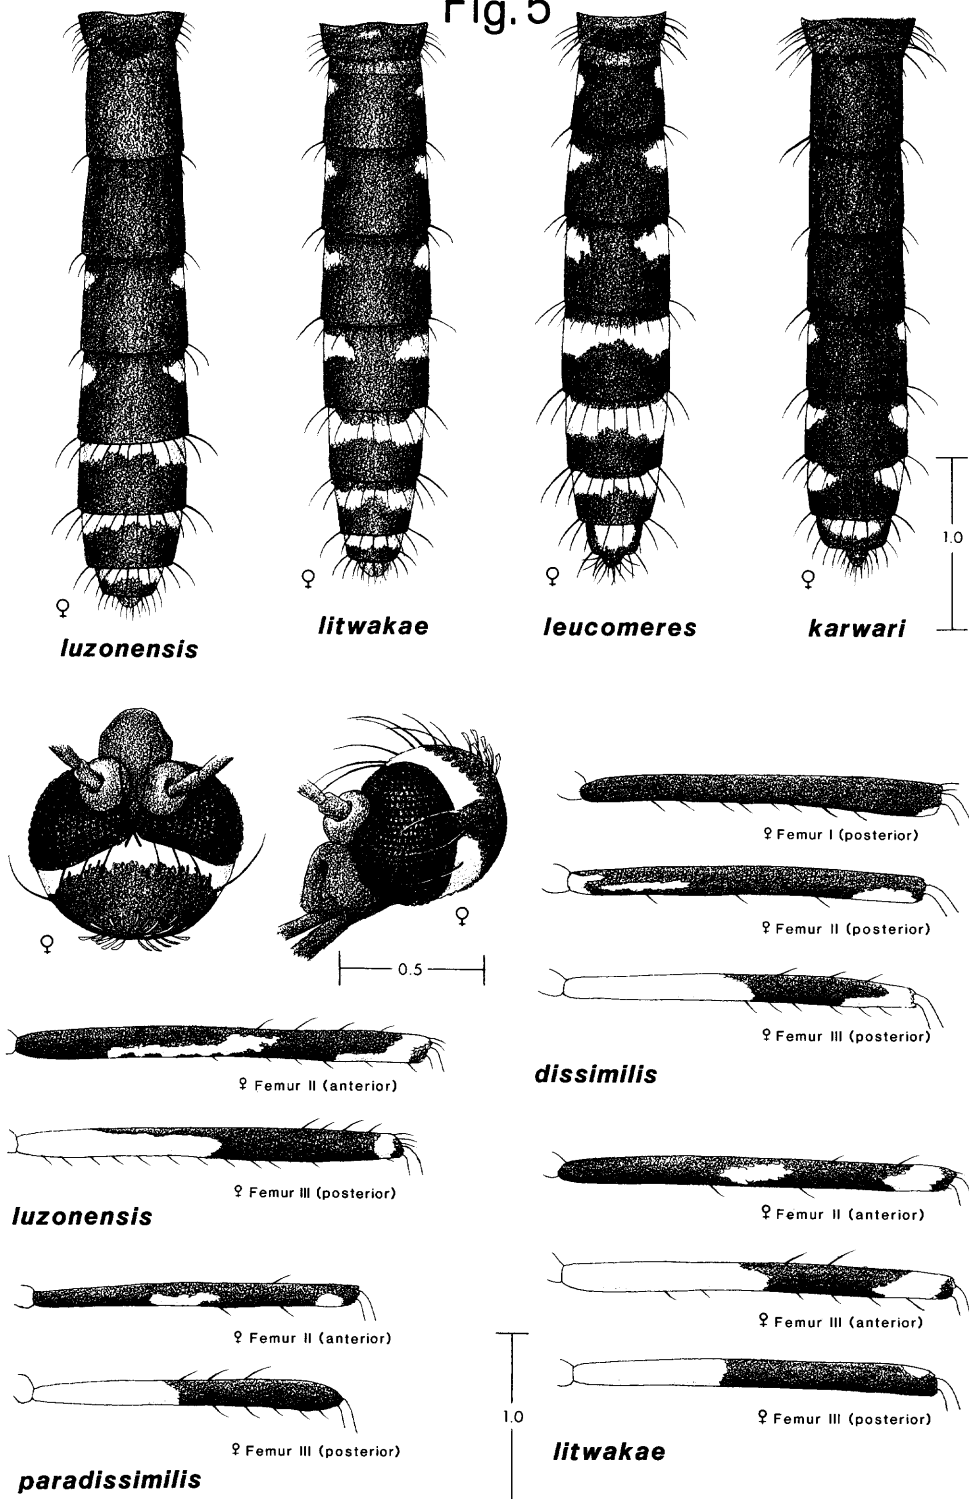 Fig. 5
♀
luzonensis
♀
litwakae
♀
leucomeres
♀
karwari
1.0
♀
♀
0.5
♀ Femur I (posterior)
♀ Femur II (posterior)
♀ Femur III (posterior)
dissimilis
♀ Femur II (anterior)
♀ Femur III (posterior)
luzonensis
♀ Femur II (anterior)
♀ Femur III (anterior)
♀ Femur III (posterior)
litwakae
♀ Femur II (anterior)
♀ Femur III (posterior)
paradissimilis
1.0